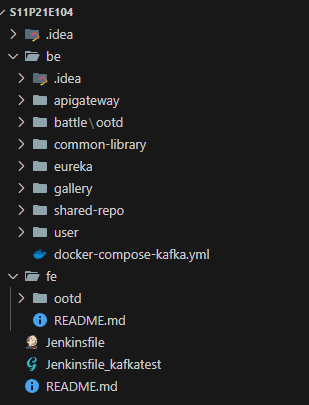 S11P21E104
.idea
be
.idea
apigateway
battle\ootd
common-library
eureka
gallery
shared-repo
user
docker-compose-kafka.yml
fe
ootd
README.md
Jenkinsfile
Jenkinsfile_kafkatest
README.md